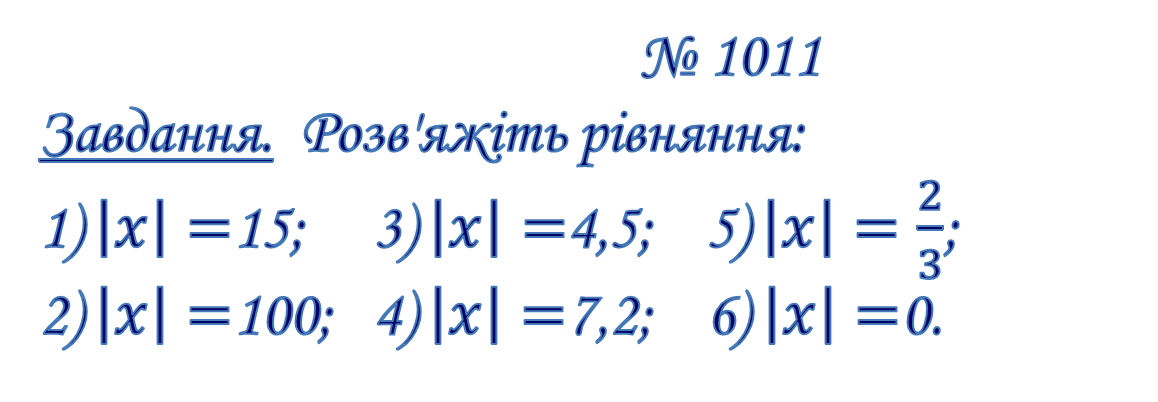 № 1011
Завдання. Розв'яжіть рівняння:
1)|x| =15; 3)|x| =4,5; 5)|x| = 2/3;
2)|x| =100; 4)|x| =7,2; 6)|x| =0.